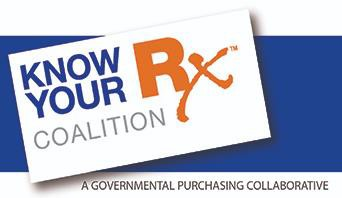 KNOW
YOUR Rx™
COALITION
A GOVERNMENTAL PURCHASING COLLABORATIVE